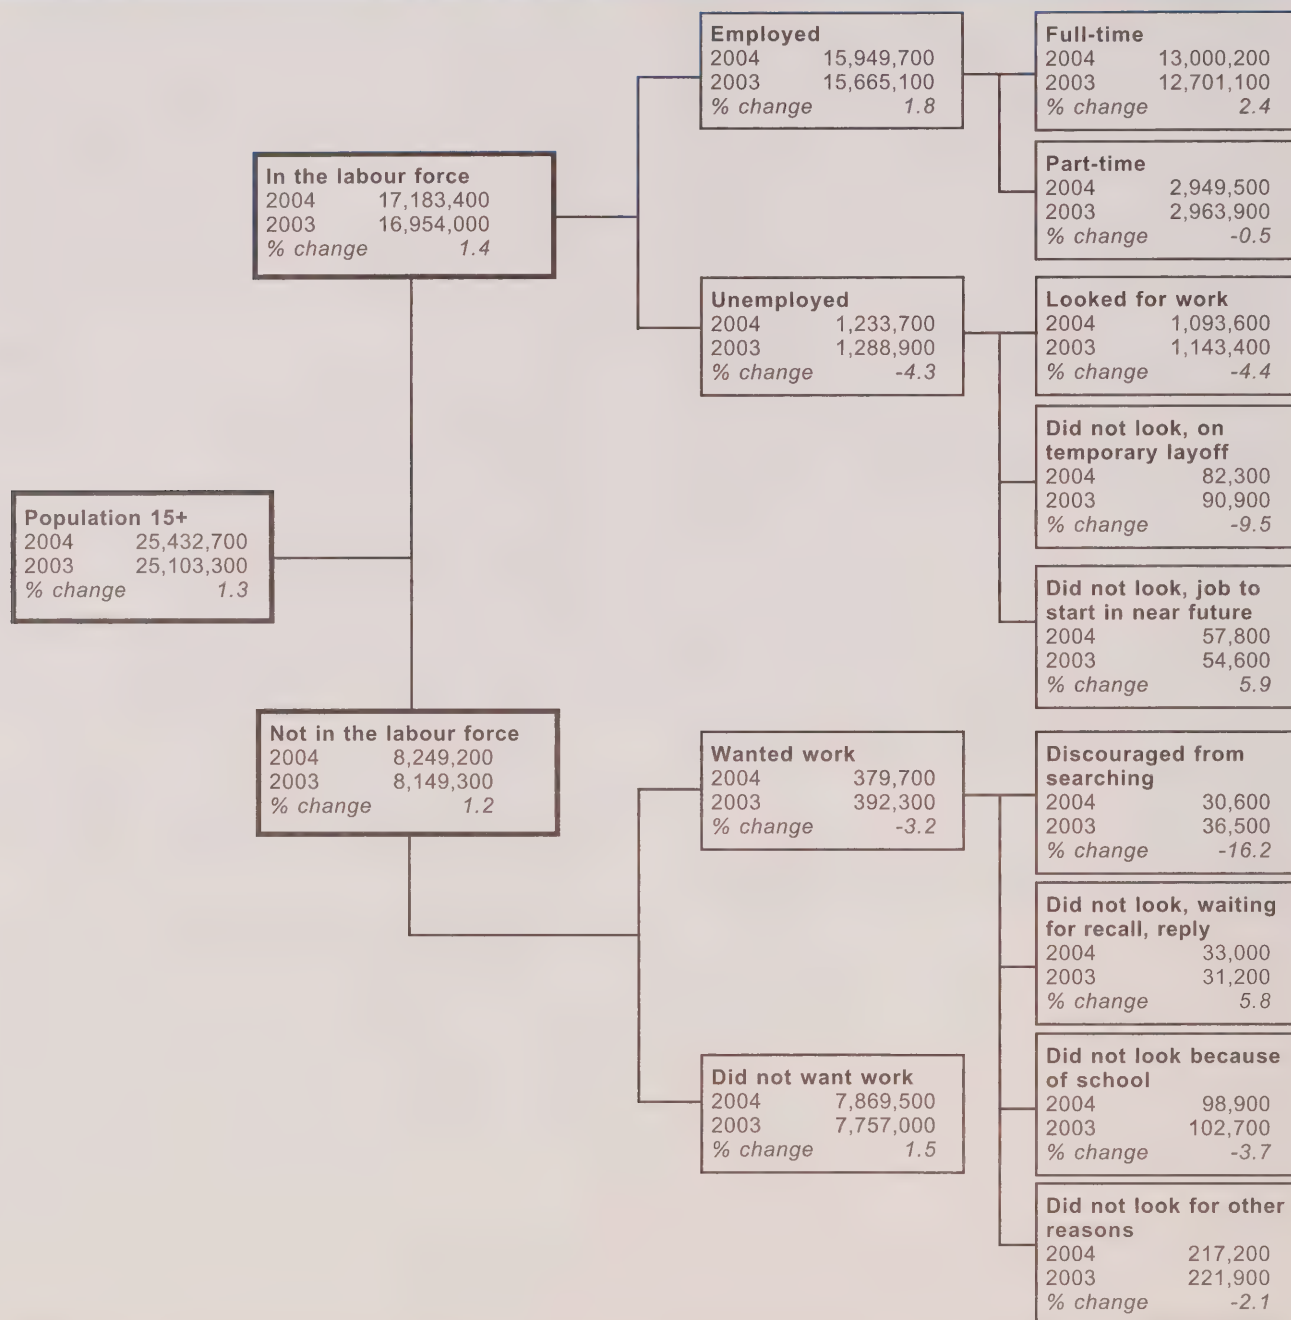 Population 15+
2004 25,432,700
2003 25,103,300
% change 1.3
In the labour force
2004 17,183,400
2003 16,954,000
% change 1.4
Not in the labour force
2004 8,249,200
2003 8,149,300
% change 1.2
Employed
2004 15,949,700
2003 15,665,100
% change 1.8
Unemployed
2004 1,233,700
2003 1,288,900
% change -4.3
Wanted work
2004 379,700
2003 392,300
% change -3.2
Did not want work
2004 7,869,500
2003 7,757,000
% change 1.5
Full-time
2004 13,000,200
2003 12,701,100
% change 2.4
Part-time
2004 2,949,500
2003 2,963,900
% change -0.5
Looked for work
2004 1,093,600
2003 1,143,400
% change -4.4
Did not look, on
temporary layoff
2004 82,300
2003 90,900
% change -9.5
Did not look, job to
start in near future
2004 57,800
2003 54,600
% change 5.9
Discouraged from
searching
2004 30,600
2003 36,500
% change -16.2
Did not look, waiting
for recall, reply
2004 33,000
2003 31,200
% change 5.8
Did not look because
of school
2004 98,900
2003 102,700
% change -3.7
Did not look for other
reasons
2004 217,200
2003 221,900
% change -2.1